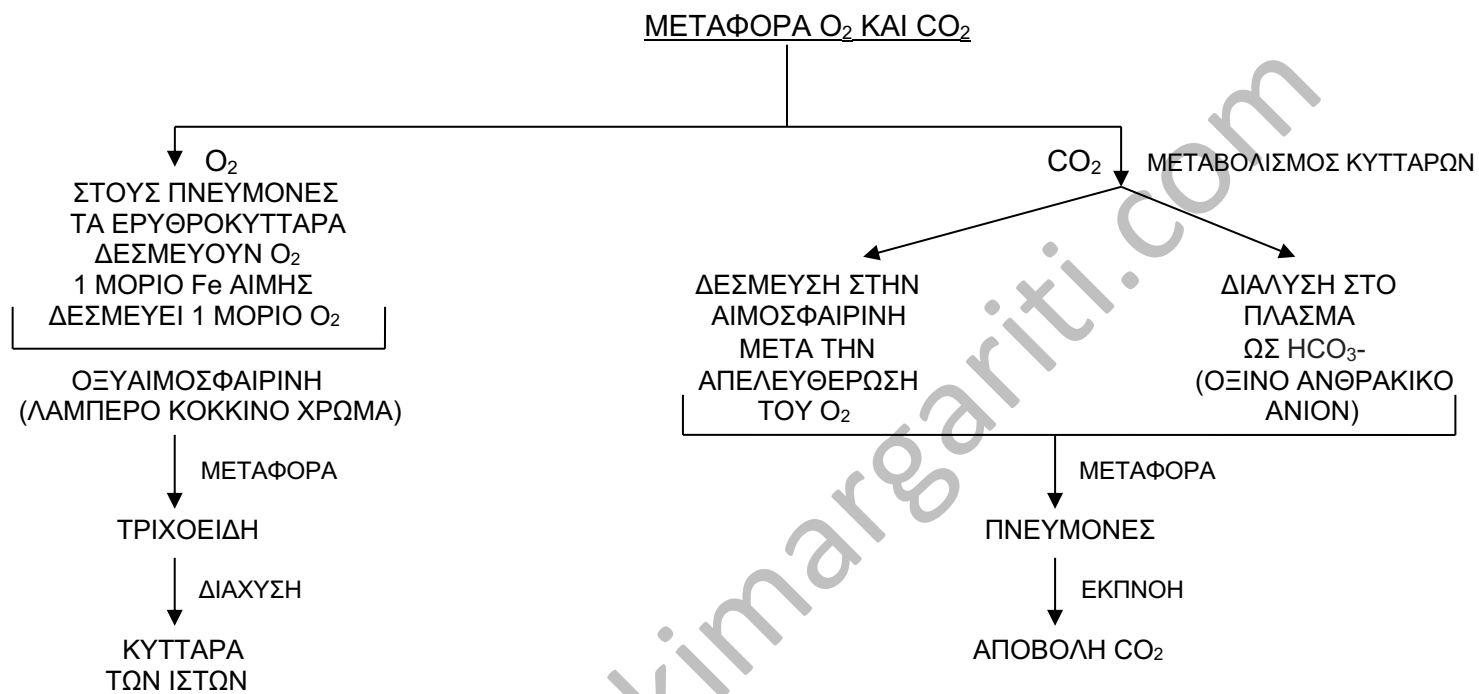 ΜΕΤΑΦΟΡΑ O₂ ΚΑΙ CO₂
O₂
ΣΤΟΥΣ ΠΝΕΥΜΟΝΕΣ
ΤΑ ΕΡΥΘΡΟΚΥΤΤΑΡΑ
ΔΕΣΜΕΥΟΥΝ O₂
1 ΜΟΡΙΟ Fe ΑΙΜΗΣ
ΔΕΣΜΕΥΕΙ 1 ΜΟΡΙΟ O₂
ΟΞΥΑΙΜΟΣΦΑΙΡΙΝΗ
(ΛΑΜΠΕΡΟ ΚΟΚΚΙΝΟ ΧΡΩΜΑ)
ΜΕΤΑΦΟΡΑ
ΤΡΙΧΟΕΙΔΗ
ΔΙΑΧΥΣΗ
ΚΥΤΤΑΡΑ
ΤΩΝ ΙΣΤΩΝ
CO₂ ΜΕΤΑΒΟΛΙΣΜΟΣ ΚΥΤΤΑΡΩΝ
ΔΕΣΜΕΥΣΗ ΣΤΗΝ
ΑΙΜΟΣΦΑΙΡΙΝΗ
ΜΕΤΑ ΤΗΝ
ΑΠΕΛΕΥΘΕΡΩΣΗ
ΤΟΥ O₂
ΔΙΑΛΥΣΗ ΣΤΟ
ΠΛΑΣΜΑ
ΩΣ HCO₃-
(ΟΞΙΝΟ ΑΝΘΡΑΚΙΚΟ
ΑΝΙΟΝ)
ΜΕΤΑΦΟΡΑ
ΠΝΕΥΜΟΝΕΣ
ΕΚΠΝΟΗ
ΑΠΟΒΟΛΗ CO₂
kimargariti.com